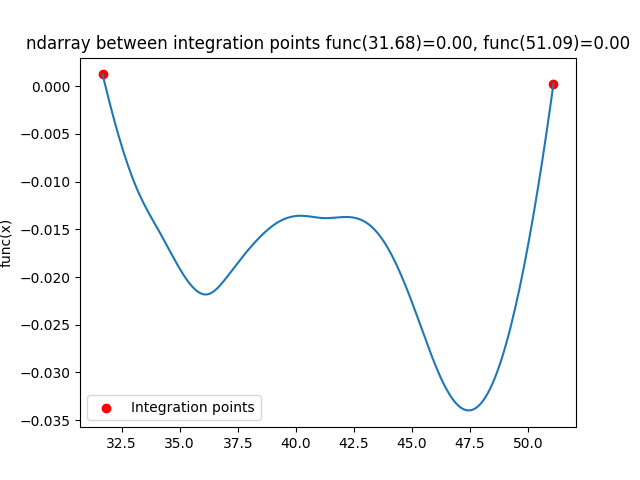 ndarray between integration points func(31.68)=0.00, func(51.09)=0.00
func(x)
0.000
−0.005
−0.010
−0.015
−0.020
−0.025
−0.030
−0.035
Integration points
32.5 35.0 37.5 40.0 42.5 45.0 47.5 50.0